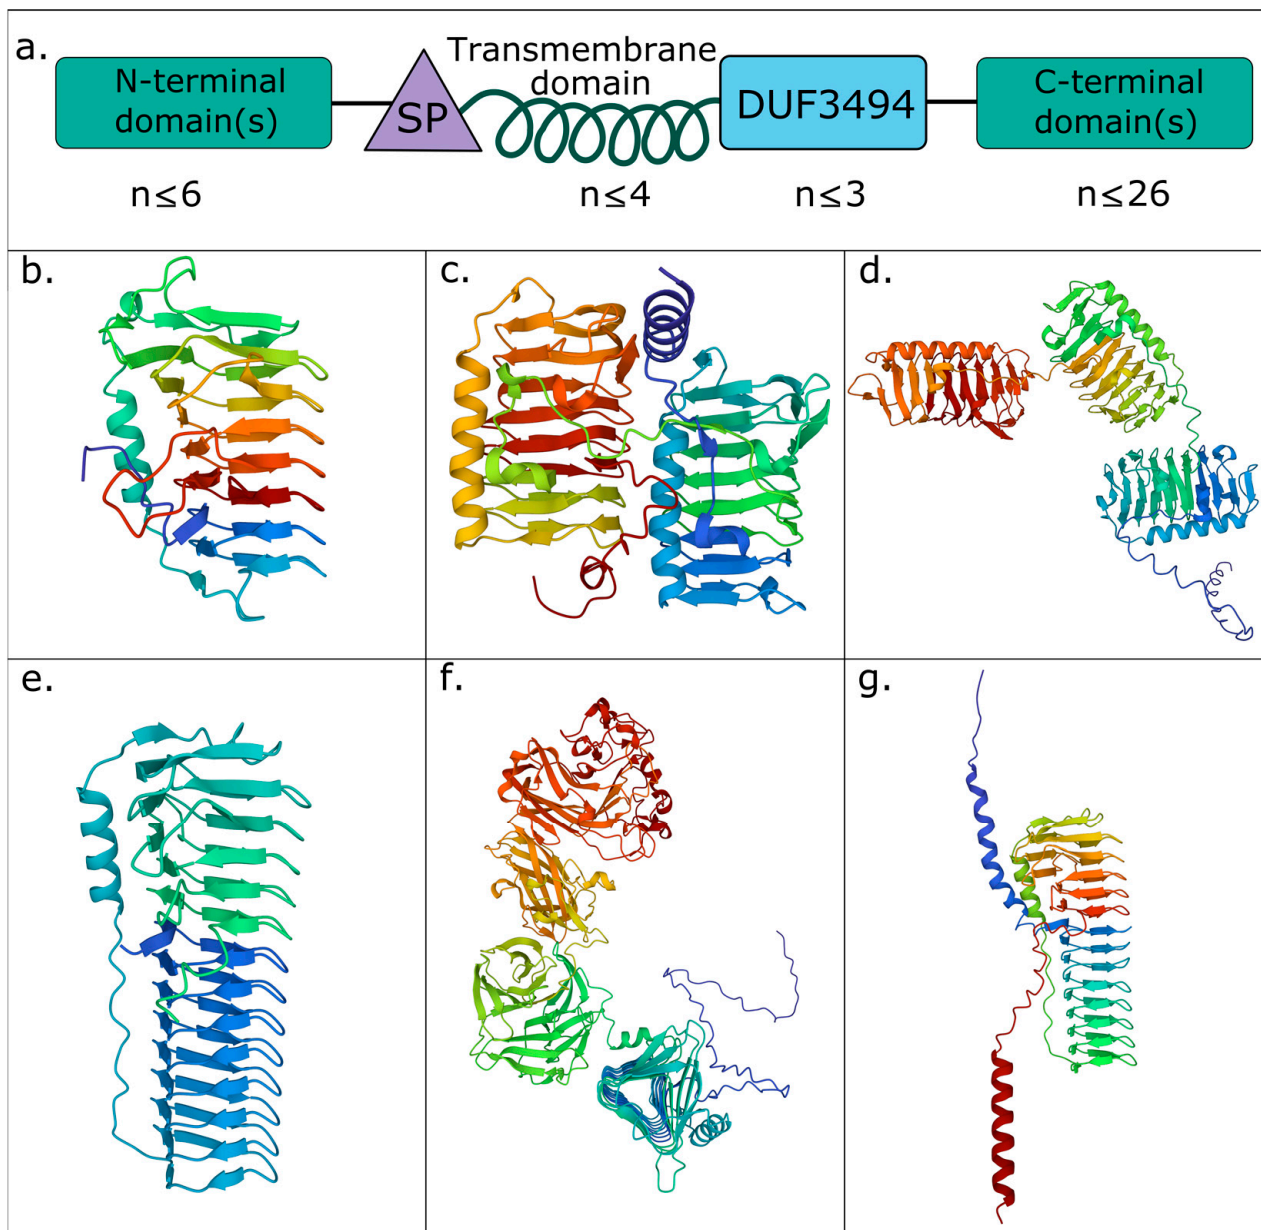 a.
Transmembrane
domain
N-terminal
domain(s)
SP
DUF3494
C-terminal
domain(s)
n≤6
n≤4
n≤3
n≤26
b.
c.
d.
e.
f.
g.